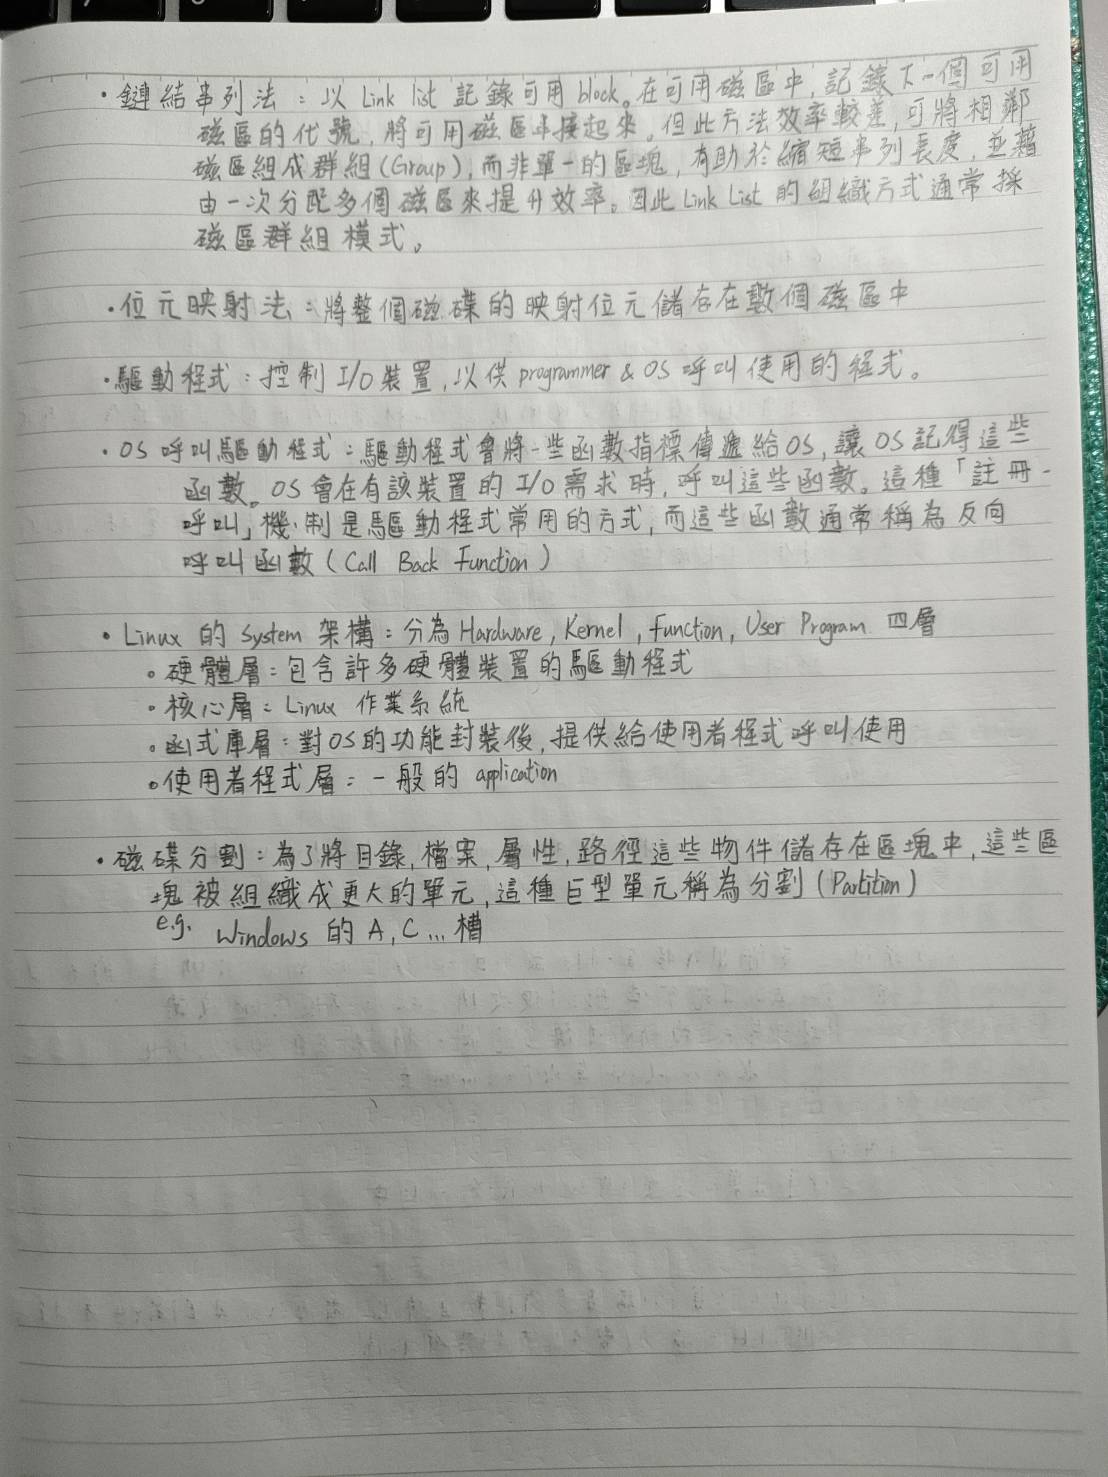 ・鏈結串列法：以 Link list 記錄可用 block。在可用磁區中，記錄下一個可用
磁區的代號，將可用磁區串接起來。但此方法效率較差，可將相鄰
磁區組成群組(Group)，而非單一的區塊，有助於縮短串列長度，並藉
由一次分配多個磁區來提升效率。因此 Link List 的組織方式通常採
磁區群組模式。
・位元映射法：將整個磁碟的映射位元儲存在數個磁區中
・驅動程式：控制 I/O 裝置，以供 programmer & OS 呼叫使用的程式。
・OS 呼叫驅動程式：驅動程式會將一些函數指標傳遞給OS，讓 OS 記得這些
函數。OS 會在有該裝置的 I/O 需求時，呼叫這些函數。這種「註冊-
呼叫」機制是驅動程式常用的方式，而這些函數通常稱為反向
呼叫函數 (Call Back Function)
・Linux 的 System 架構：分為 Hardware, Kernel, Function, User Program 四層
。硬體層：包含許多硬體裝置的驅動程式
。核心層：Linux 作業系統
。函式庫層：對OS的功能封裝後，提供給使用者程式呼叫使用
。使用者程式層：一般的 application
・磁碟分割：為了將目錄，檔案，屬性，路徑這些物件儲存在區塊中，這些區
塊被組織成更大的單元，這種巨型單元稱為分割 (Partition)
e.g. Windows 的 A, C ... 槽